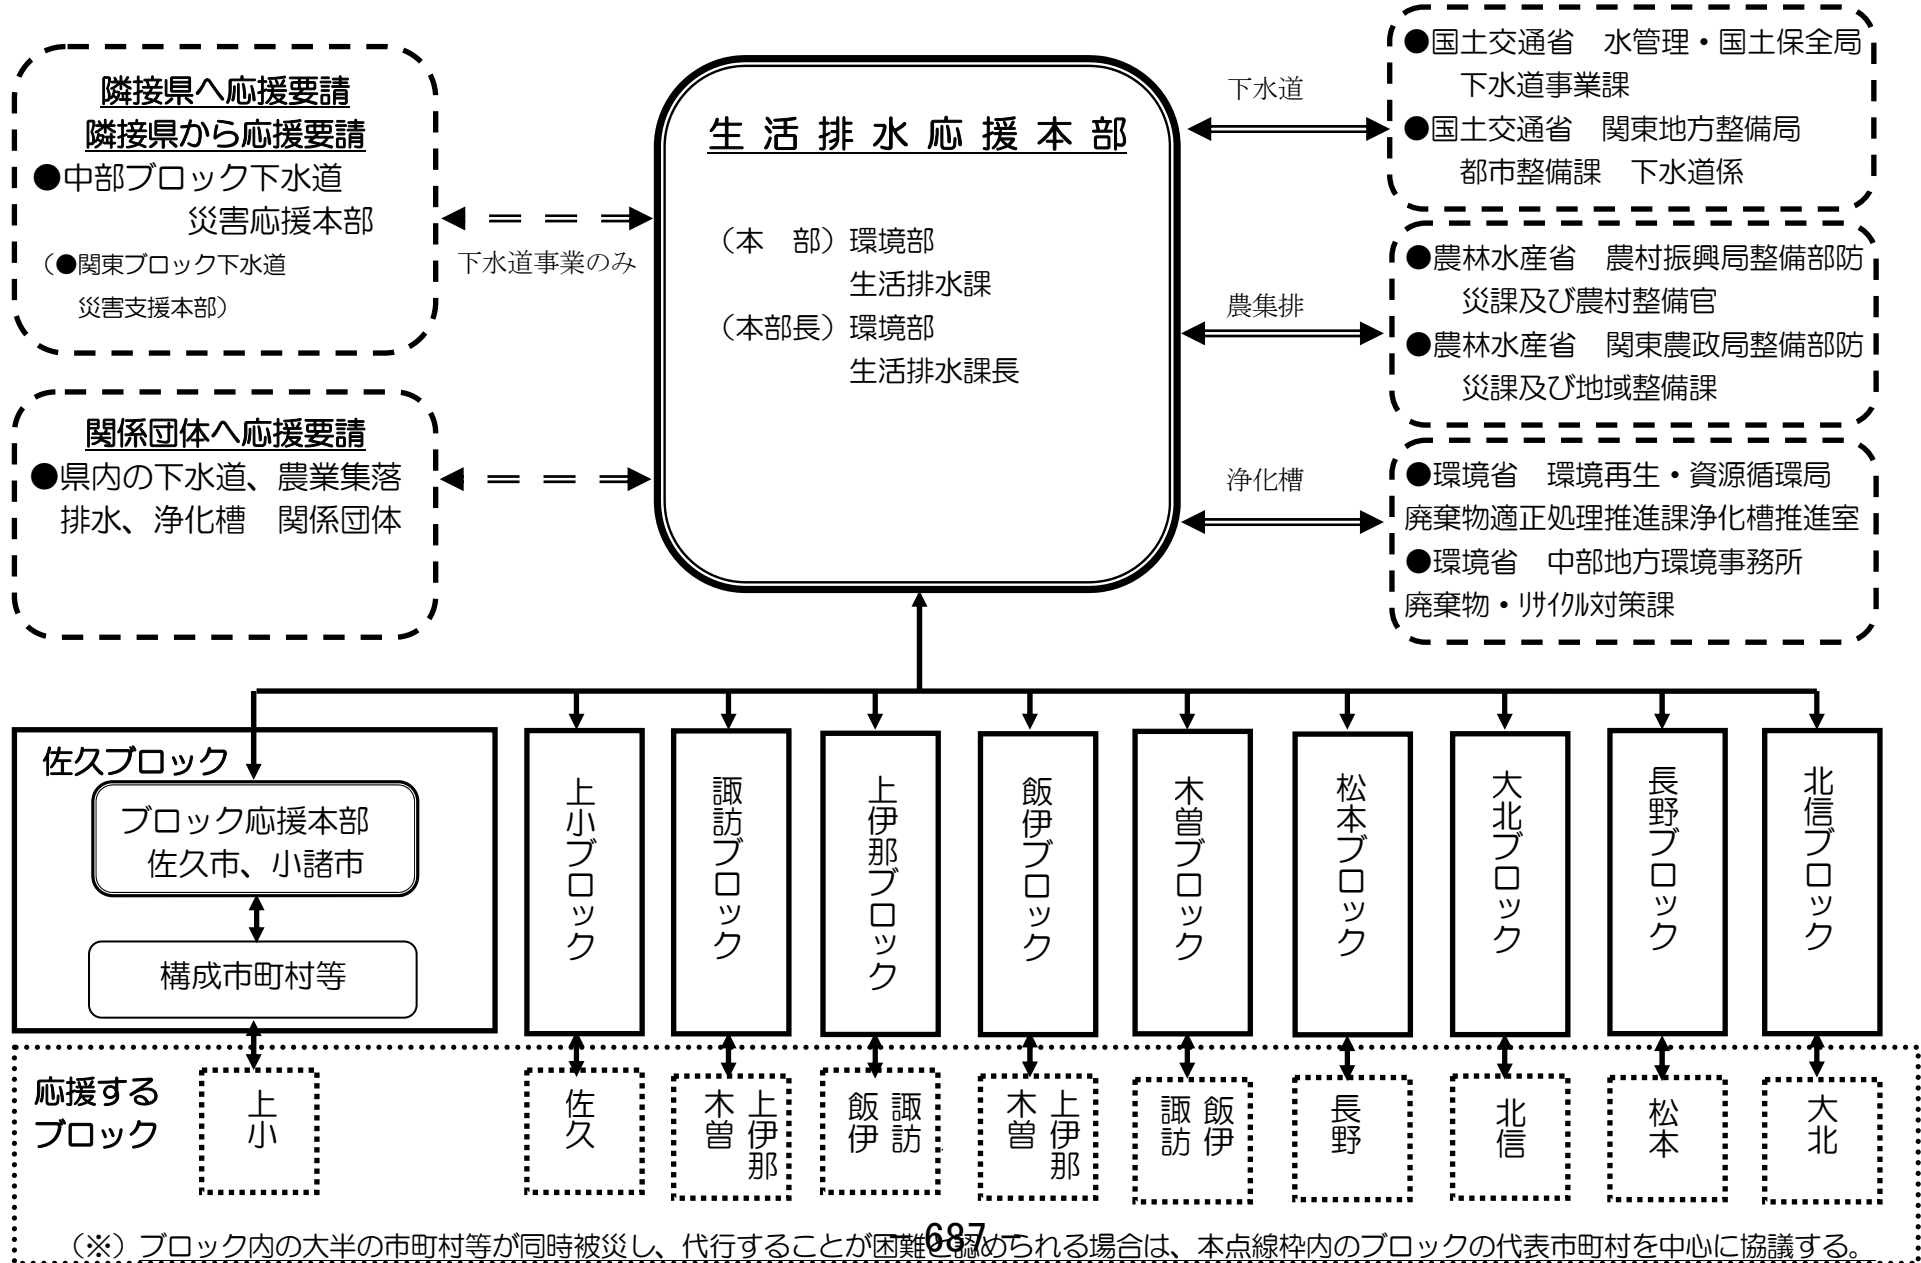 隣接県へ応援要請
隣接県から応援要請
●中部ブロック下水道
災害応援本部
（●関東ブロック下水道
災害支援本部）
下水道事業のみ
関係団体へ応援要請
●県内の下水道、農業集落
排水、浄化槽　関係団体
生活排水応援本部
（本　部）環境部
生活排水課
（本部長）環境部
生活排水課長
下水道
●国土交通省　水管理・国土保全局
下水道事業課
●国土交通省　関東地方整備局
都市整備課　下水道係
農集排
●農林水産省　農村振興局整備部防
災課及び農村整備官
●農林水産省　関東農政局整備部防
災課及び地域整備課
浄化槽
●環境省　環境再生・資源循環局
廃棄物適正処理推進課浄化槽推進室
●環境省　中部地方環境事務所
廃棄物・ﾘｻｲｸﾙ対策課
佐久ブロック
ブロック応援本部
佐久市、小諸市
構成市町村等
上小ブロック
諏訪ブロック
上伊那ブロック
飯伊ブロック
木曽ブロック
松本ブロック
大北ブロック
長野ブロック
北信ブロック
応援する
ブロック
上小
佐久
上伊那
木曽
諏訪
飯伊
上伊那
木曽
飯伊
諏訪
長野
北信
松本
大北
（※）ブロック内の大半の市町村等が同時被災し、代行することが困難認められる場合は、本点線枠内のブロックの代表市町村を中心に協議する。
687